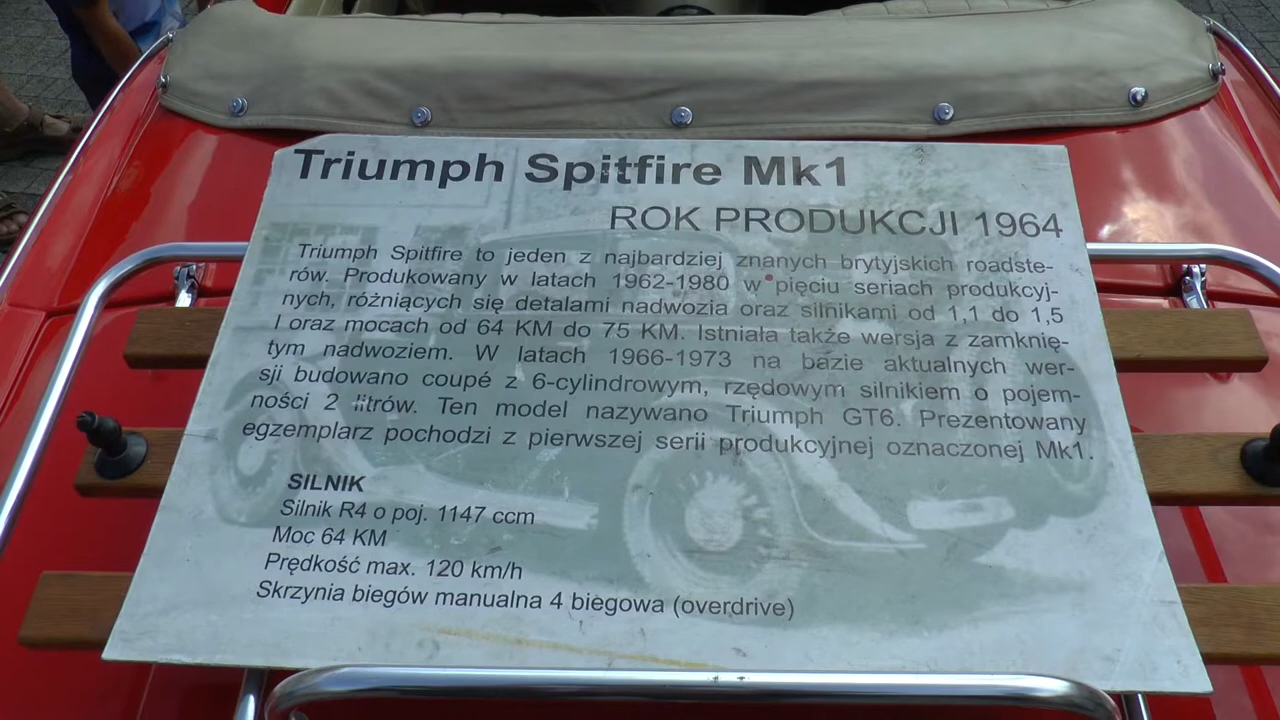 Triumph Spitfire Mk1
ROK PRODUKCJI 1964
Triumph Spitfire to jeden z najbardziej znanych brytyjskich roadste-
rów. Produkowany w latach 1962-1980 w pięciu seriach produkcyj-
nych, różniących się detalami nadwozia oraz silnikami od 1,1 do 1,5
l oraz mocach od 64 KM do 75 KM. Istniała także wersja z zamknię-
tym nadwoziem. W latach 1966-1973 na bazie aktualnych wer-
sji budowano coupé z 6-cylindrowym, rzędowym silnikiem o pojem-
ności 2 litrów. Ten model nazywano Triumph GT6. Prezentowany
egzemplarz pochodzi z pierwszej serii produkcyjnej oznaczonej Mk1.
SILNIK
Silnik R4 o poj. 1147 ccm
Moc 64 KM
Prędkość max. 120 km/h
Skrzynia biegów manualna 4 biegowa (overdrive)